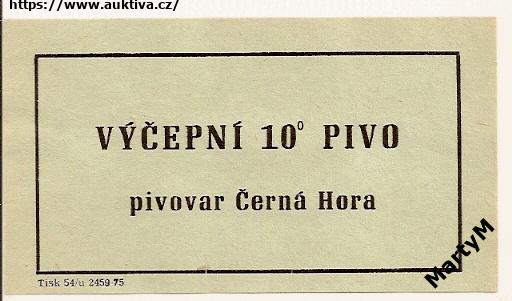 https://www.auktiva.cz/
VÝČEPNÍ 10° PIVO
pivovar Černá Hora
Tisk 54/u 2459-75
MartyM